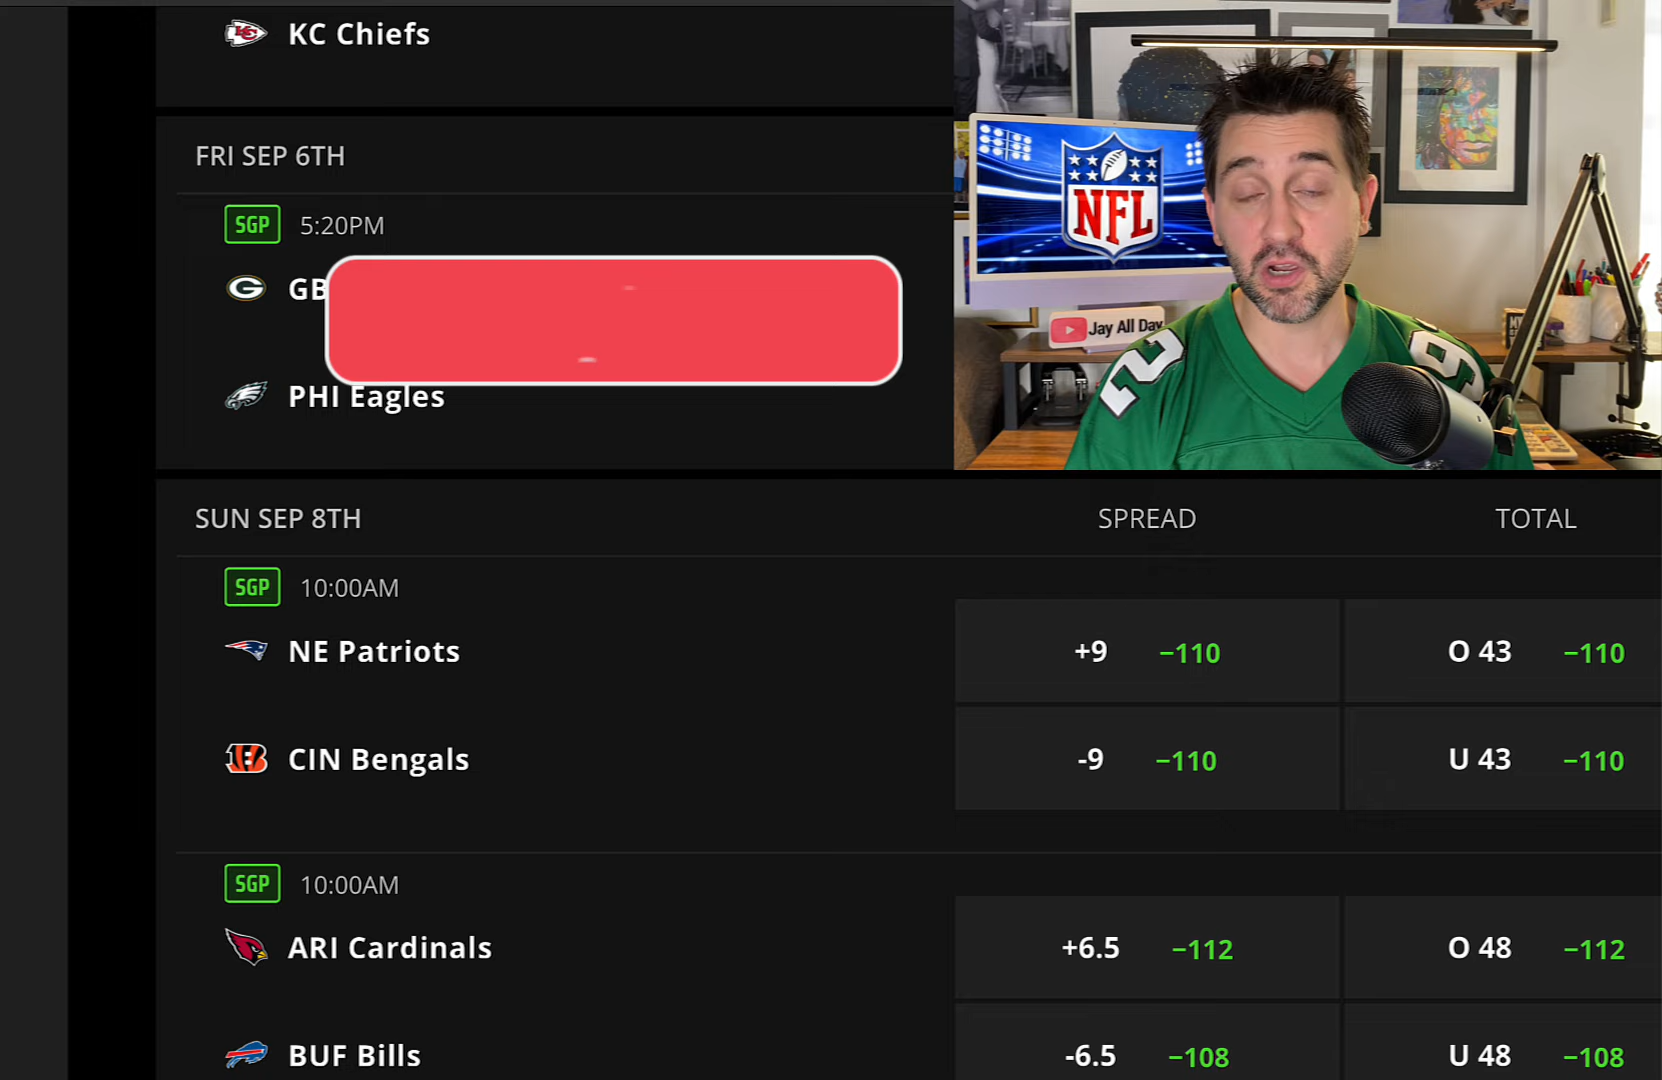 KC Chiefs
FRI SEP 6TH
SGP 5:20PM
GB
PHI Eagles
NFL
Jay All Day
2
SUN SEP 8TH SPREAD TOTAL
SGP 10:00AM
NE Patriots +9 −110 O 43 −110
CIN Bengals -9 −110 U 43 −110
SGP 10:00AM
ARI Cardinals +6.5 −112 O 48 −112
BUF Bills -6.5 −108 U 48 −108